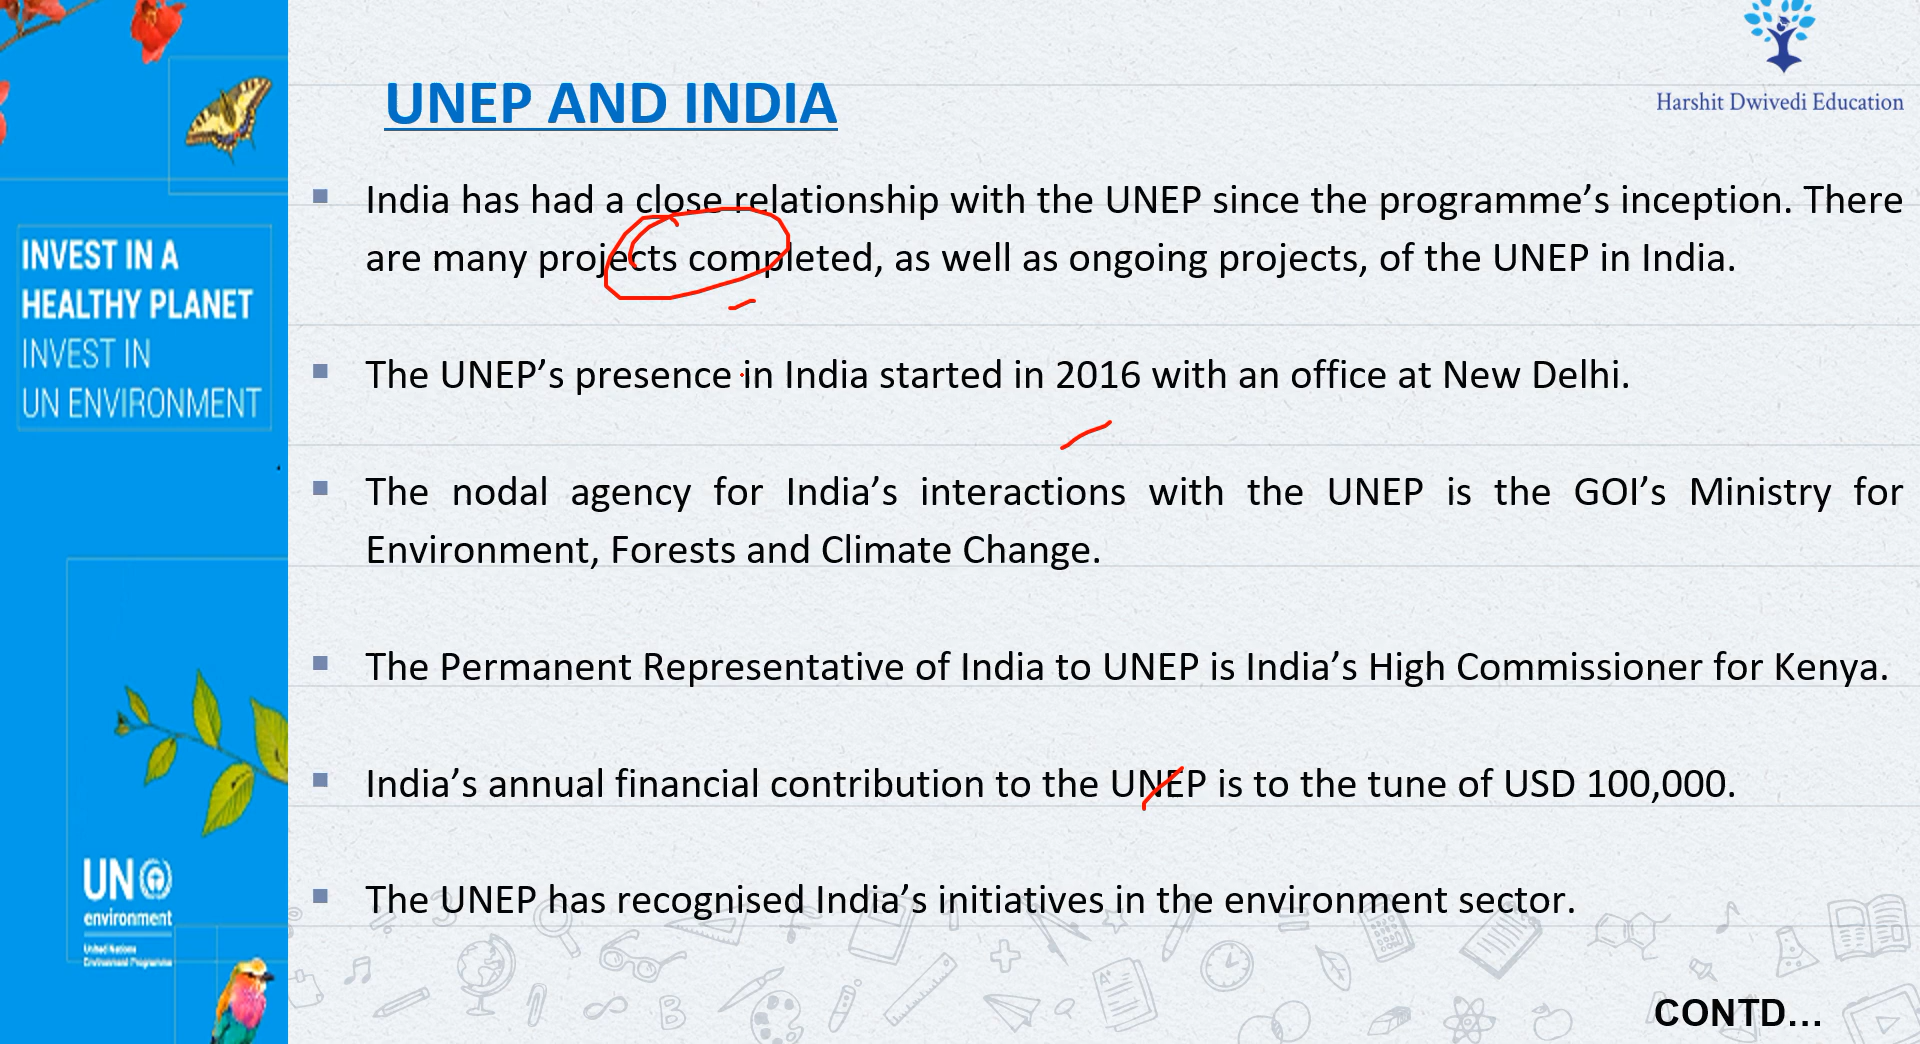 Harshit Dwivedi Education
UNEP AND INDIA
India has had a close relationship with the UNEP since the programme’s inception. There
are many projects completed, as well as ongoing projects, of the UNEP in India.
The UNEP’s presence in India started in 2016 with an office at New Delhi.
The nodal agency for India’s interactions with the UNEP is the GOI’s Ministry for
Environment, Forests and Climate Change.
The Permanent Representative of India to UNEP is India’s High Commissioner for Kenya.
India’s annual financial contribution to the UNEP is to the tune of USD 100,000.
The UNEP has recognised India’s initiatives in the environment sector.
CONTD...
INVEST IN A
HEALTHY PLANET
INVEST IN
UN ENVIRONMENT
UN
environment
United Nations
Environment Programme